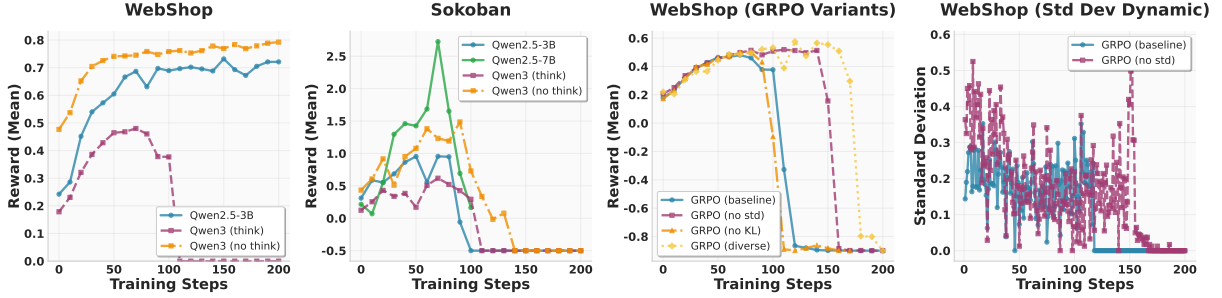 WebShop
Reward (Mean)
0.8
0.7
0.6
0.5
0.4
0.3
0.2
0.1
0.0
0 50 100 150 200
Training Steps
Qwen2.5-3B
Qwen3 (think)
Qwen3 (no think)
Sokoban
Reward (Mean)
2.5
2.0
1.5
1.0
0.5
0.0
-0.5
0 50 100 150 200
Training Steps
Qwen2.5-3B
Qwen2.5-7B
Qwen3 (think)
Qwen3 (no think)
WebShop (GRPO Variants)
Reward (Mean)
0.6
0.4
0.2
-0.0
-0.2
-0.4
-0.6
-0.8
0 50 100 150 200
Training Steps
GRPO (baseline)
GRPO (no std)
GRPO (no KL)
GRPO (diverse)
WebShop (Std Dev Dynamic)
Standard Deviation
0.6
0.5
0.4
0.3
0.2
0.1
0.0
0 50 100 150 200
Training Steps
GRPO (baseline)
GRPO (no std)